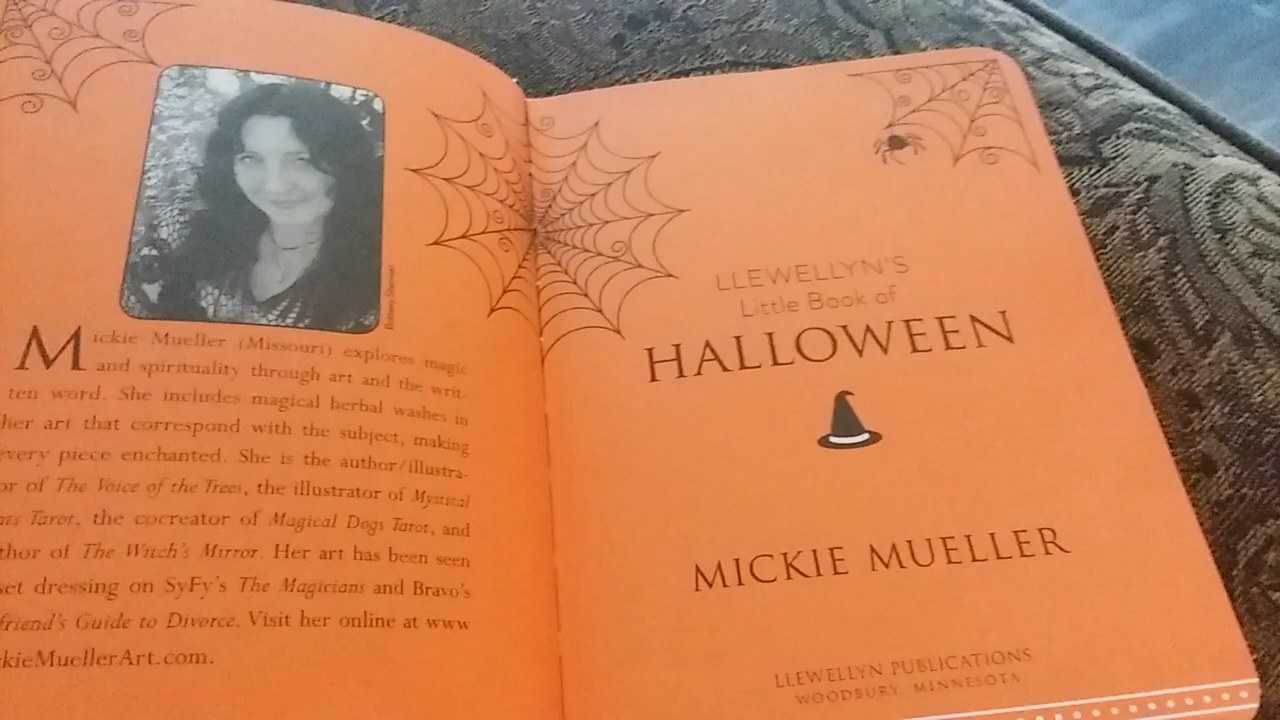 Mickie Mueller (Missouri) explores magic
and spirituality through art and the writ-
ten word. She includes magical herbal washes in
her art that correspond with the subject, making
every piece enchanted. She is the author/illustra-
or of The Voice of the Trees, the illustrator of Mystical
ats Tarot, the cocreator of Magical Dogs Tarot, and
thor of The Witch's Mirror. Her art has been seen
set dressing on SyFy's The Magicians and Bravo's
friend's Guide to Divorce. Visit her online at www
ckieMuellerArt.com.
LLEWELLYN'S
Little Book of
HALLOWEEN
MICKIE MUELLER
LLEWELLYN PUBLICATIONS
WOODBURY, MINNESOTA